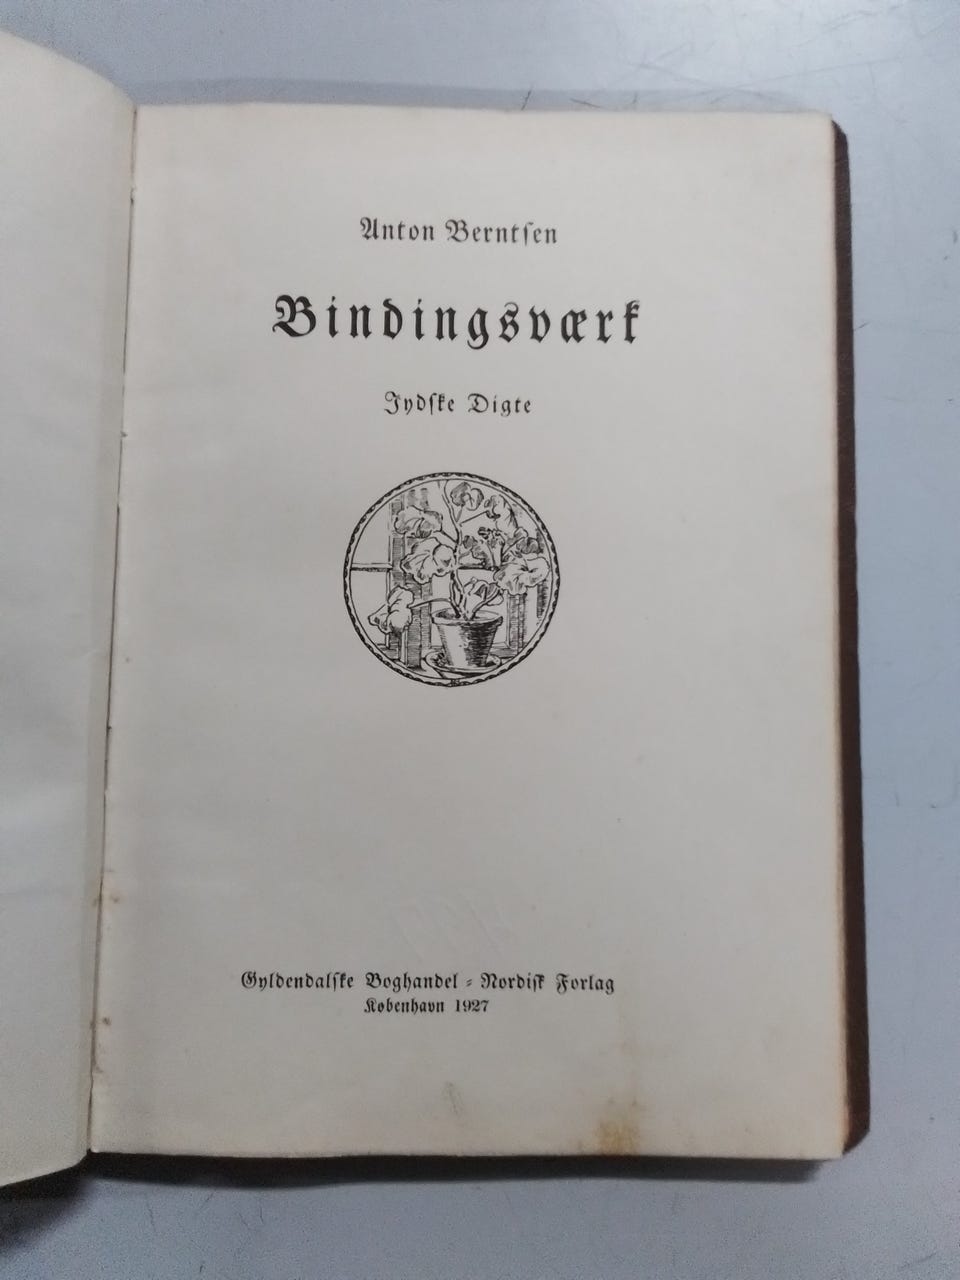 Anton Berntſen
Bindingsværk
Jydſke Digte
Gyldendalſke Boghandel ⸗ Nordiſk Forlag
København 1927